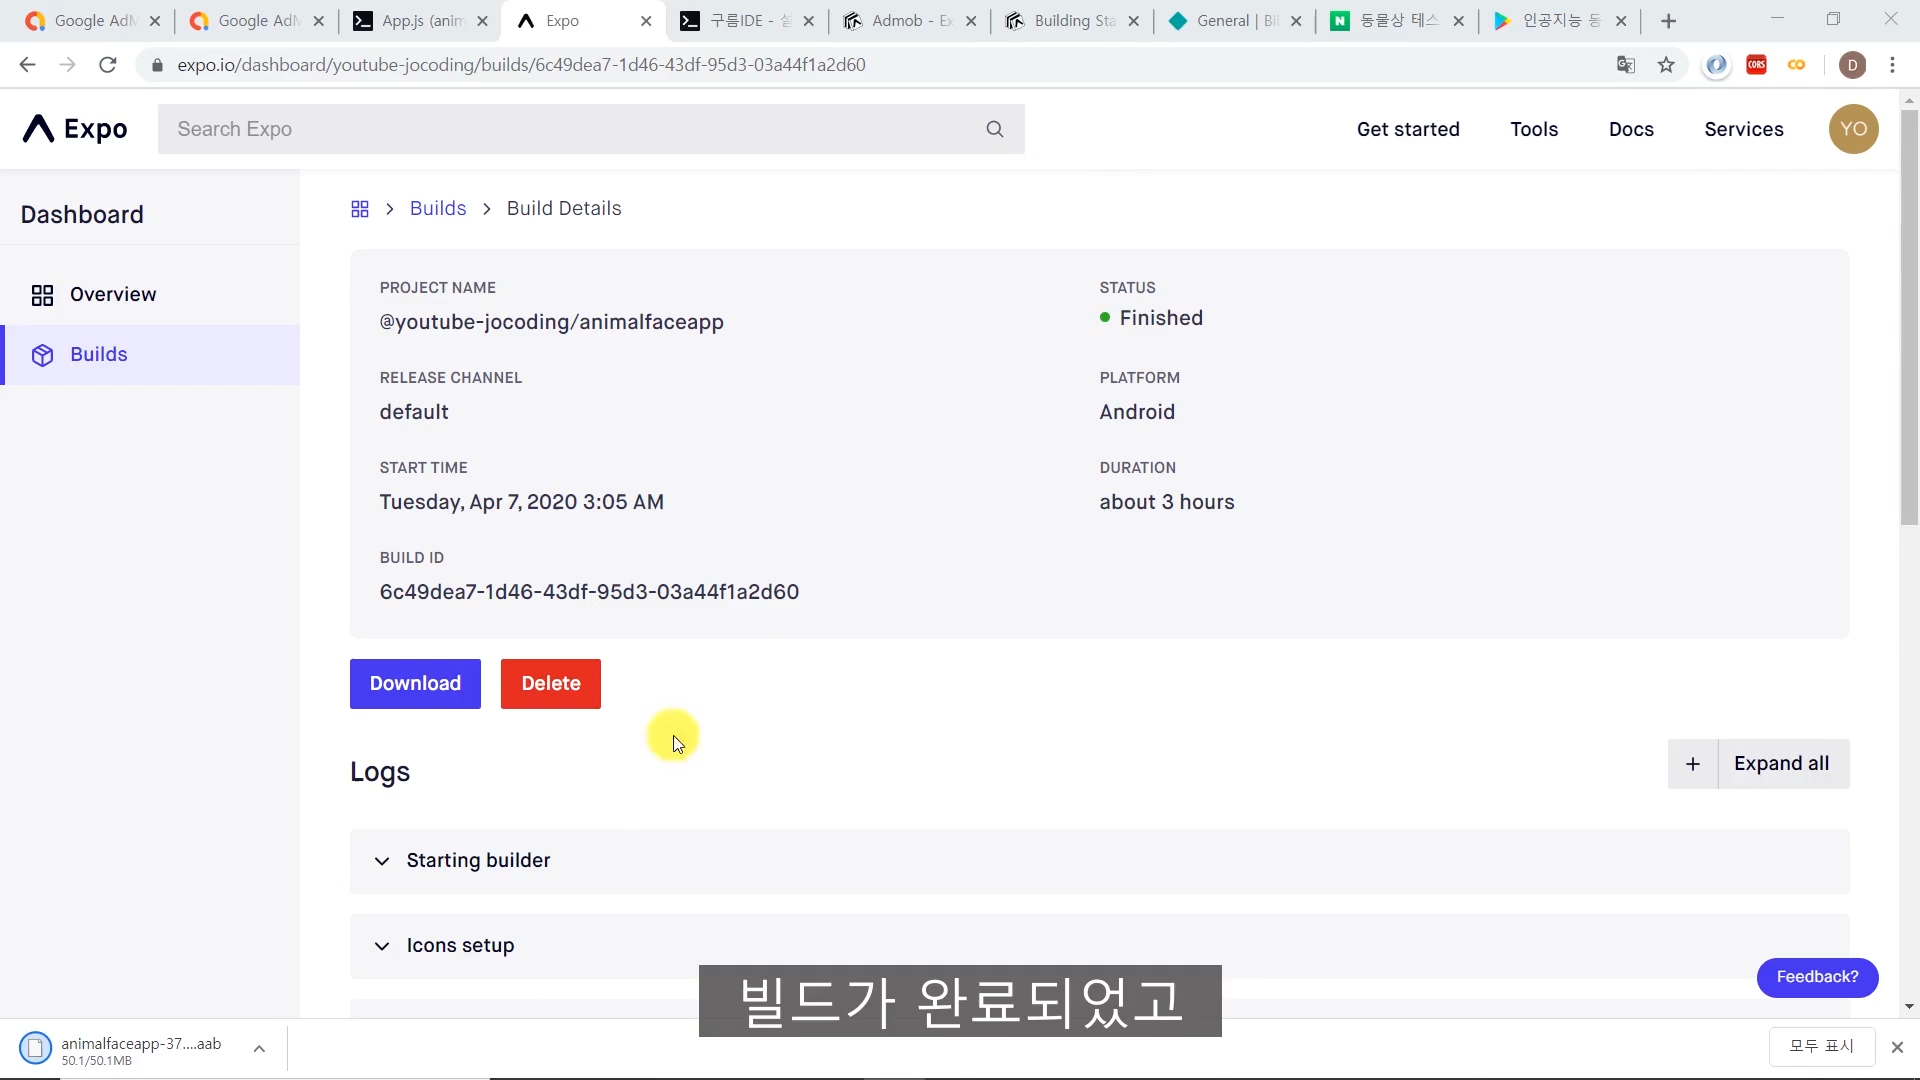 Google AdM
Google AdM
App.js (anim
Expo
구름IDE - 실
Admob - Ex
Building Sta
General | Bil
동물상 테스
인공지능 동
expo.io/dashboard/youtube-jocoding/builds/6c49dea7-1d46-43df-95d3-03a44f1a2d60
CORS
CO
D
Expo
Search Expo
Get started
Tools
Docs
Services
YO
Dashboard
Overview
Builds
Builds > Build Details
PROJECT NAME
@youtube-jocoding/animalfaceapp
STATUS
Finished
RELEASE CHANNEL
default
PLATFORM
Android
START TIME
Tuesday, Apr 7, 2020 3:05 AM
DURATION
about 3 hours
BUILD ID
6c49dea7-1d46-43df-95d3-03a44f1a2d60
Download
Delete
Logs
+ Expand all
Starting builder
Icons setup
Feedback?
빌드가 완료되었고
animalfaceapp-37....aab
50.1/50.1MB
모두 표시